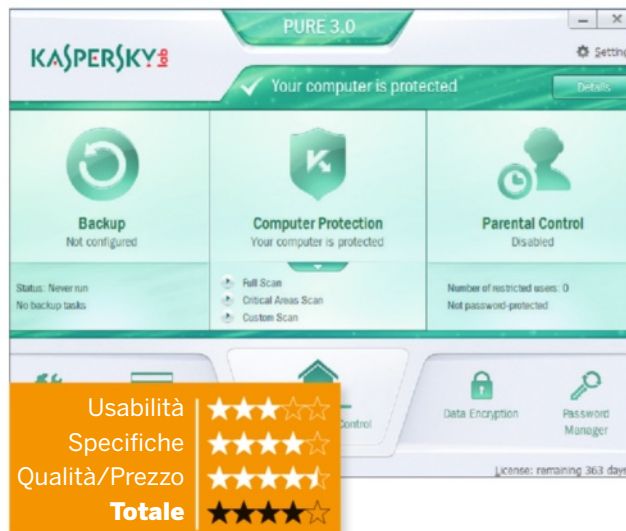 PURE 3.0
KASPERSKY lab
Settin
Your computer is protected
Details
Backup
Not configured
Computer Protection
Your computer is protected
Parental Control
Disabled
Status: Never run
No backup tasks
Full Scan
Critical Areas Scan
Custom Scan
Number of restricted users: 0
Not password-protected
Control
Data Encryption
Password
Manager
License: remaining 363 days
Usabilità
Specifiche
Qualità/Prezzo
Totale